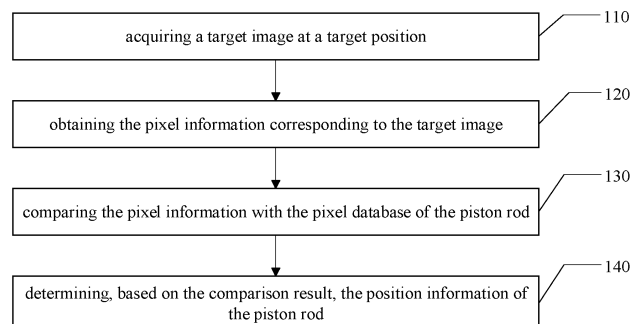 acquiring a target image at a target position
110
obtaining the pixel information corresponding to the target image
120
comparing the pixel information with the pixel database of the piston rod
130
determining, based on the comparison result, the position information of
the piston rod
140